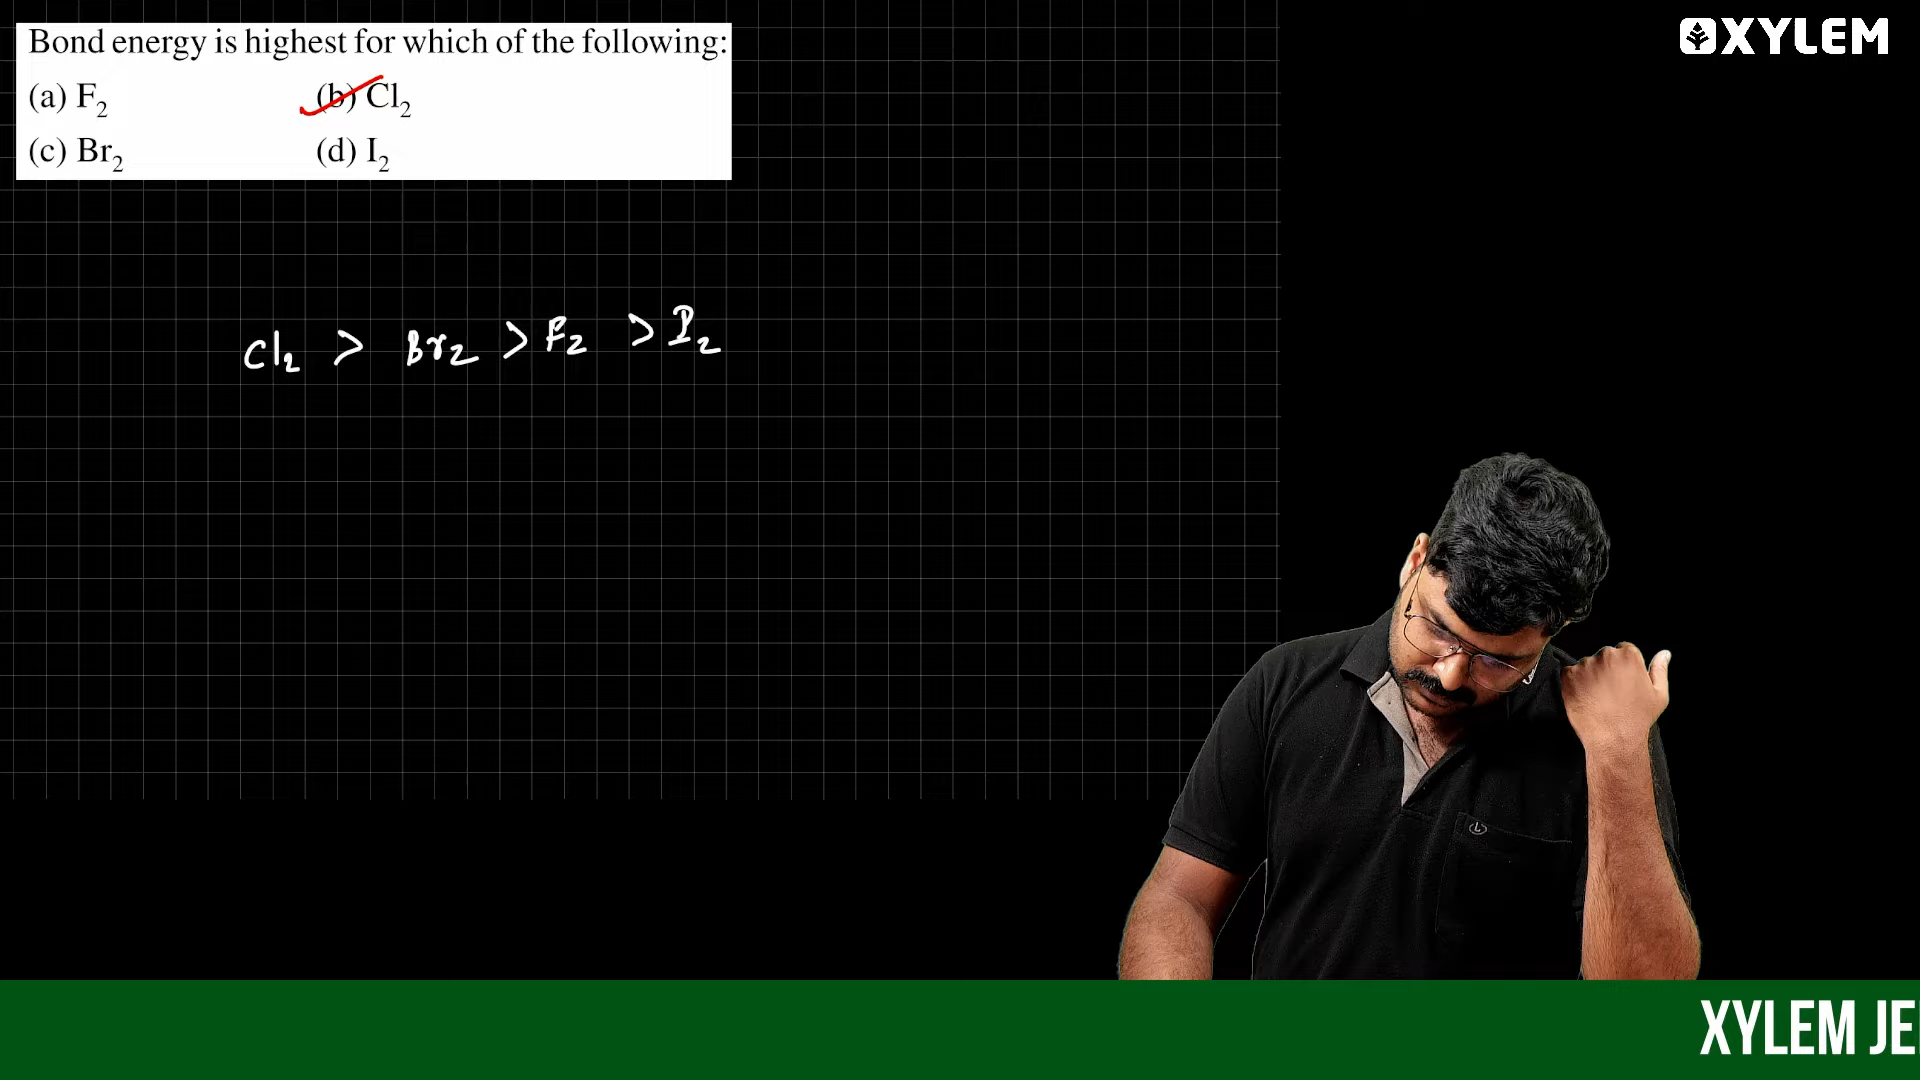 Bond energy is highest for which of the following:
(a) F₂ (b) Cl₂
(c) Br₂ (d) I₂
Cl₂ > Br₂ > F₂ > I₂
XYLEM
XYLEM JE